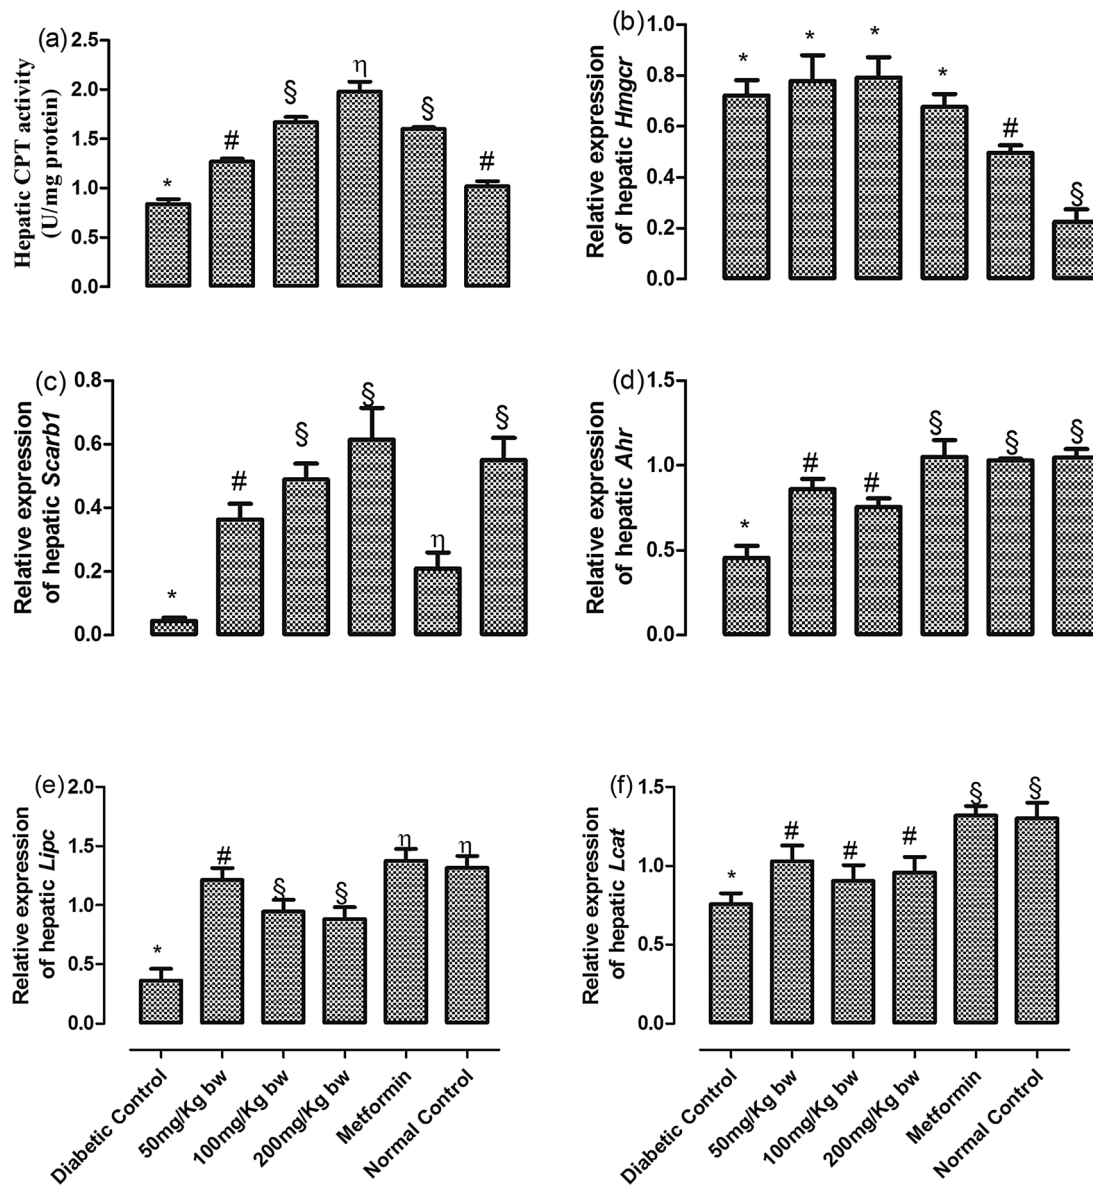 (a)
Hepatic CPT activity
(U/mg protein)
2.5
2.0
1.5
1.0
0.5
0.0
*
#
§
η
§
#
(b)
Relative expression
of hepatic Hmgcr
1.0
0.8
0.6
0.4
0.2
0.0
*
*
*
*
#
§
(c)
Relative expression
of hepatic Scarb1
0.8
0.6
0.4
0.2
0.0
*
#
§
§
η
§
(d)
Relative expression
of hepatic Ahr
1.5
1.0
0.5
0.0
*
#
#
§
§
§
(e)
Relative expression
of hepatic Lipc
2.0
1.5
1.0
0.5
0.0
*
#
§
§
η
η
Diabetic Control
50mg/Kg bw
100mg/Kg bw
200mg/Kg bw
Metformin
Normal Control
(f)
Relative expression
of hepatic Lcat
1.5
1.0
0.5
0.0
*
#
#
#
§
§
Diabetic Control
50mg/Kg bw
100mg/Kg bw
200mg/Kg bw
Metformin
Normal Control